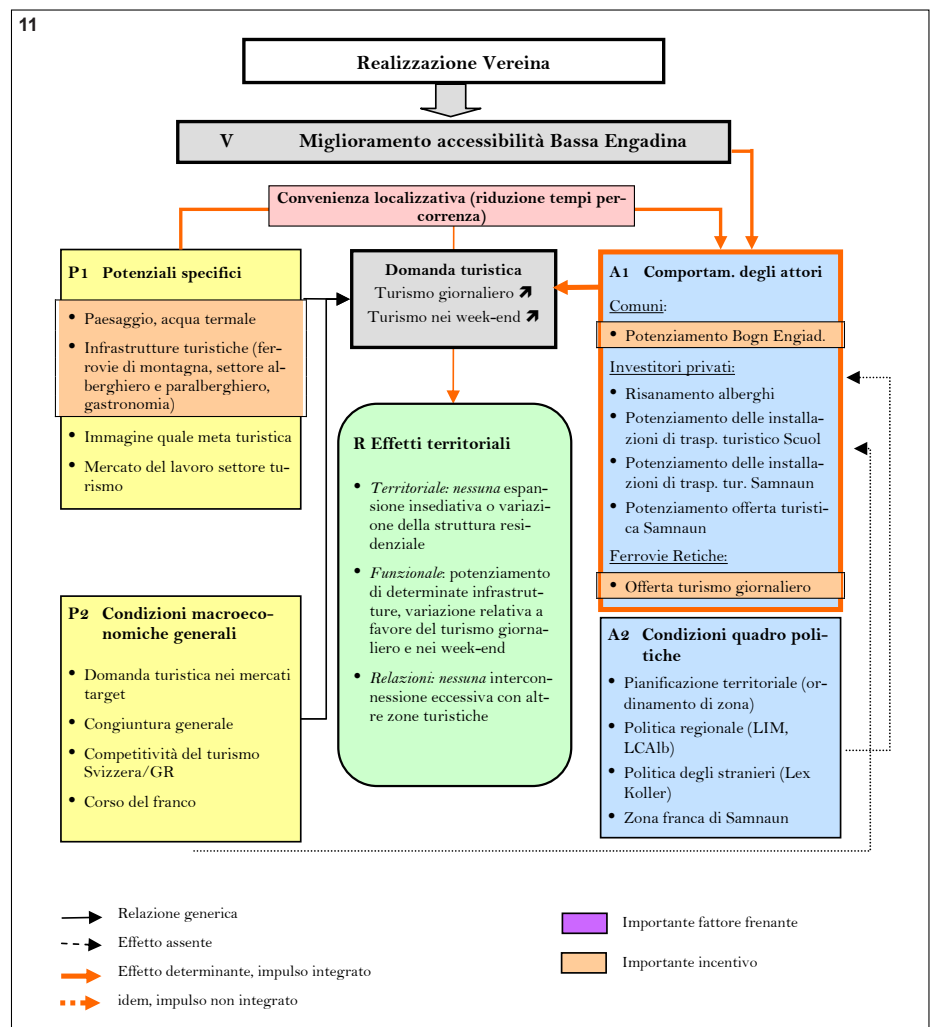 11
Realizzazione Vereina
V Miglioramento accessibilità Bassa Engadina
Convenienza localizzativa (riduzione tempi per-
correnza)
P1 Potenziali specifici
• Paesaggio, acqua termale
• Infrastrutture turistiche (fer-
rovie di montagna, settore al-
berghiero e paralberghiero,
gastronomia)
• Immagine quale meta turistica
• Mercato del lavoro settore tu-
rismo
P2 Condizioni macroeco-
nomiche generali
• Domanda turistica nei mercati
target
• Congiuntura generale
• Competitività del turismo
Svizzera/GR
• Corso del franco
Domanda turistica
Turismo giornaliero ↗
Turismo nei week-end ↗
R Effetti territoriali
• Territoriale: nessuna espan-
sione insediativa o variazi-
one della struttura resi-
denziale
• Funzionale: potenziamento
di determinate infrastrut-
ture, variazione relativa a
favore del turismo giorna-
liero e nei week-end
• Relazioni: nessuna intercon-
nessione eccessiva con al-
tre zone turistiche
A1 Comportam. degli attori
Comuni:
• Potenziamento Bogn Engiad.
Investitori privati:
• Risanamento alberghi
• Potenziamento delle installa-
zioni di trasp. turistico Scuol
• Potenziamento delle installa-
zioni di trasp. tur. Samnaun
• Potenziamento offerta turisti-
ca Samnaun
Ferrovie Retiche:
• Offerta turismo giornaliero
A2 Condizioni quadro poli-
tiche
• Pianificazione territoriale (or-
dinamento di zona)
• Politica regionale (LIM,
LCAlb)
• Politica degli stranieri (Lex
Koller)
• Zona franca di Samnaun
Relazione generica
Effetto assente
Effetto determinante, impulso integrato
idem, impulso non integrato
Importante fattore frenante
Importante incentivo